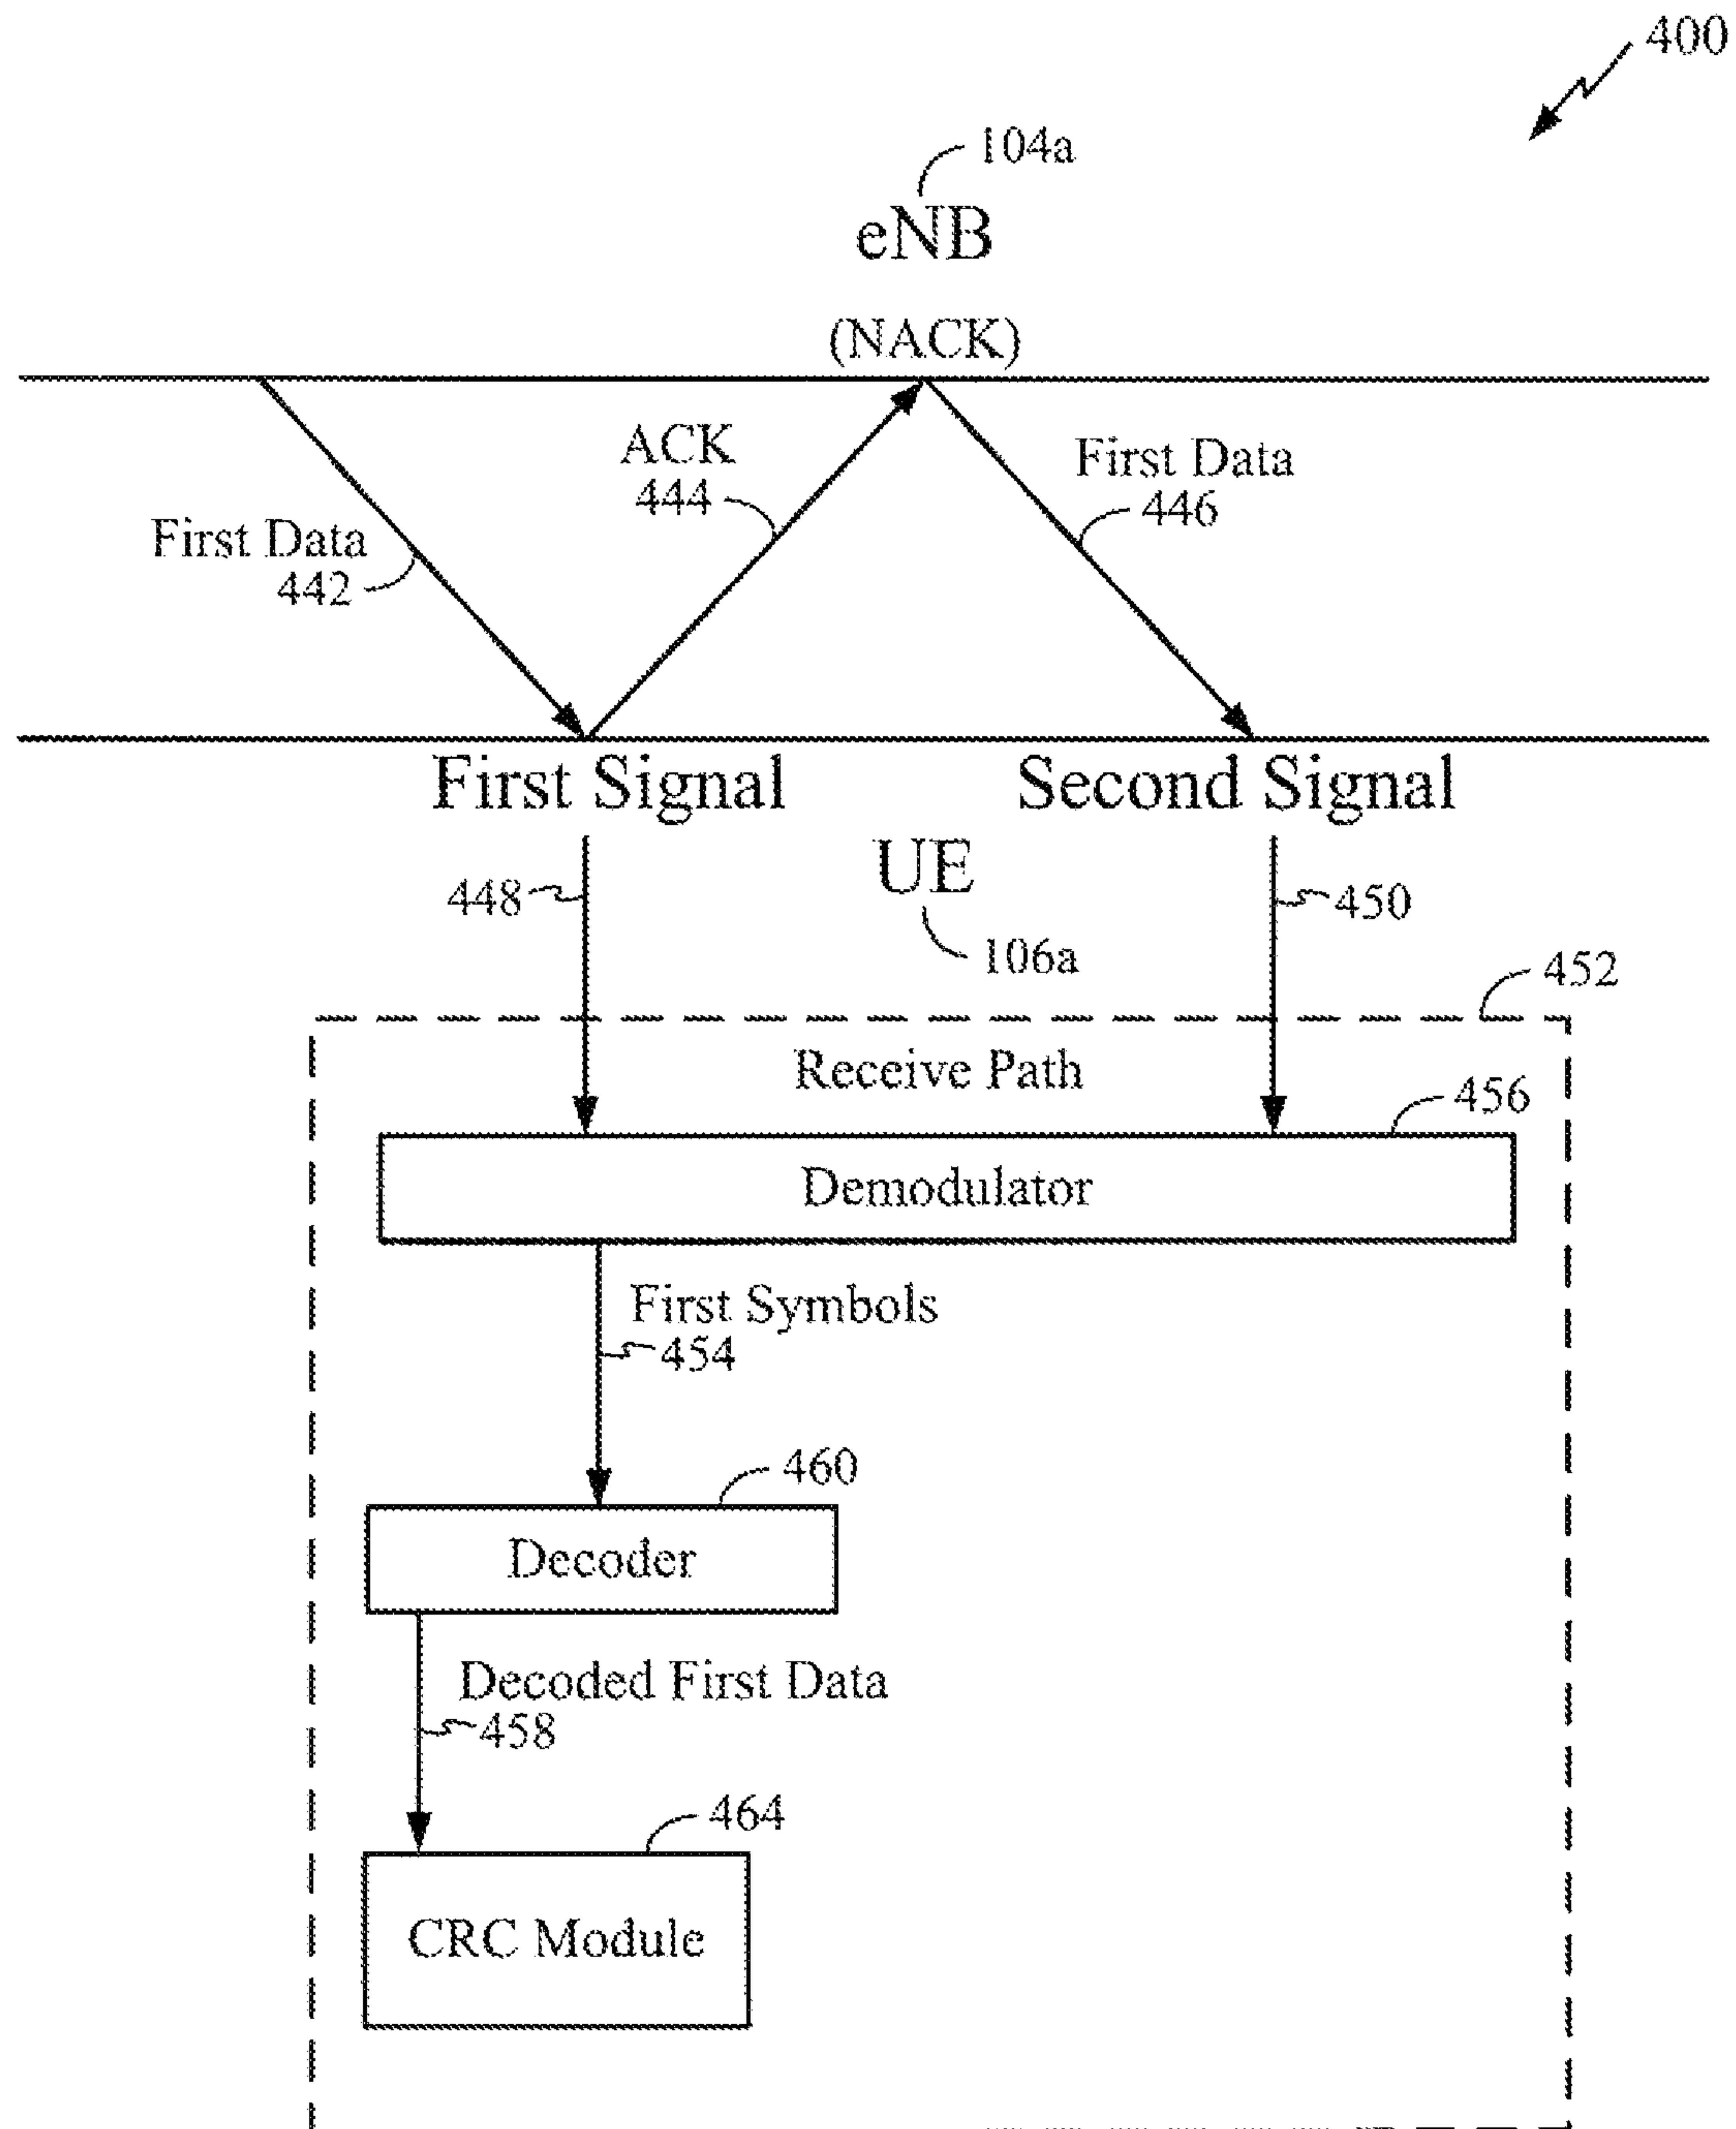 400
104a
eNB
(NACK)
ACK
444
First Data
446
First Data
442
First Signal
Second Signal
UE
448
450
106a
452
Receive Path
456
Demodulator
First Symbols
454
460
Decoder
Decoded First Data
458
464
CRC Module